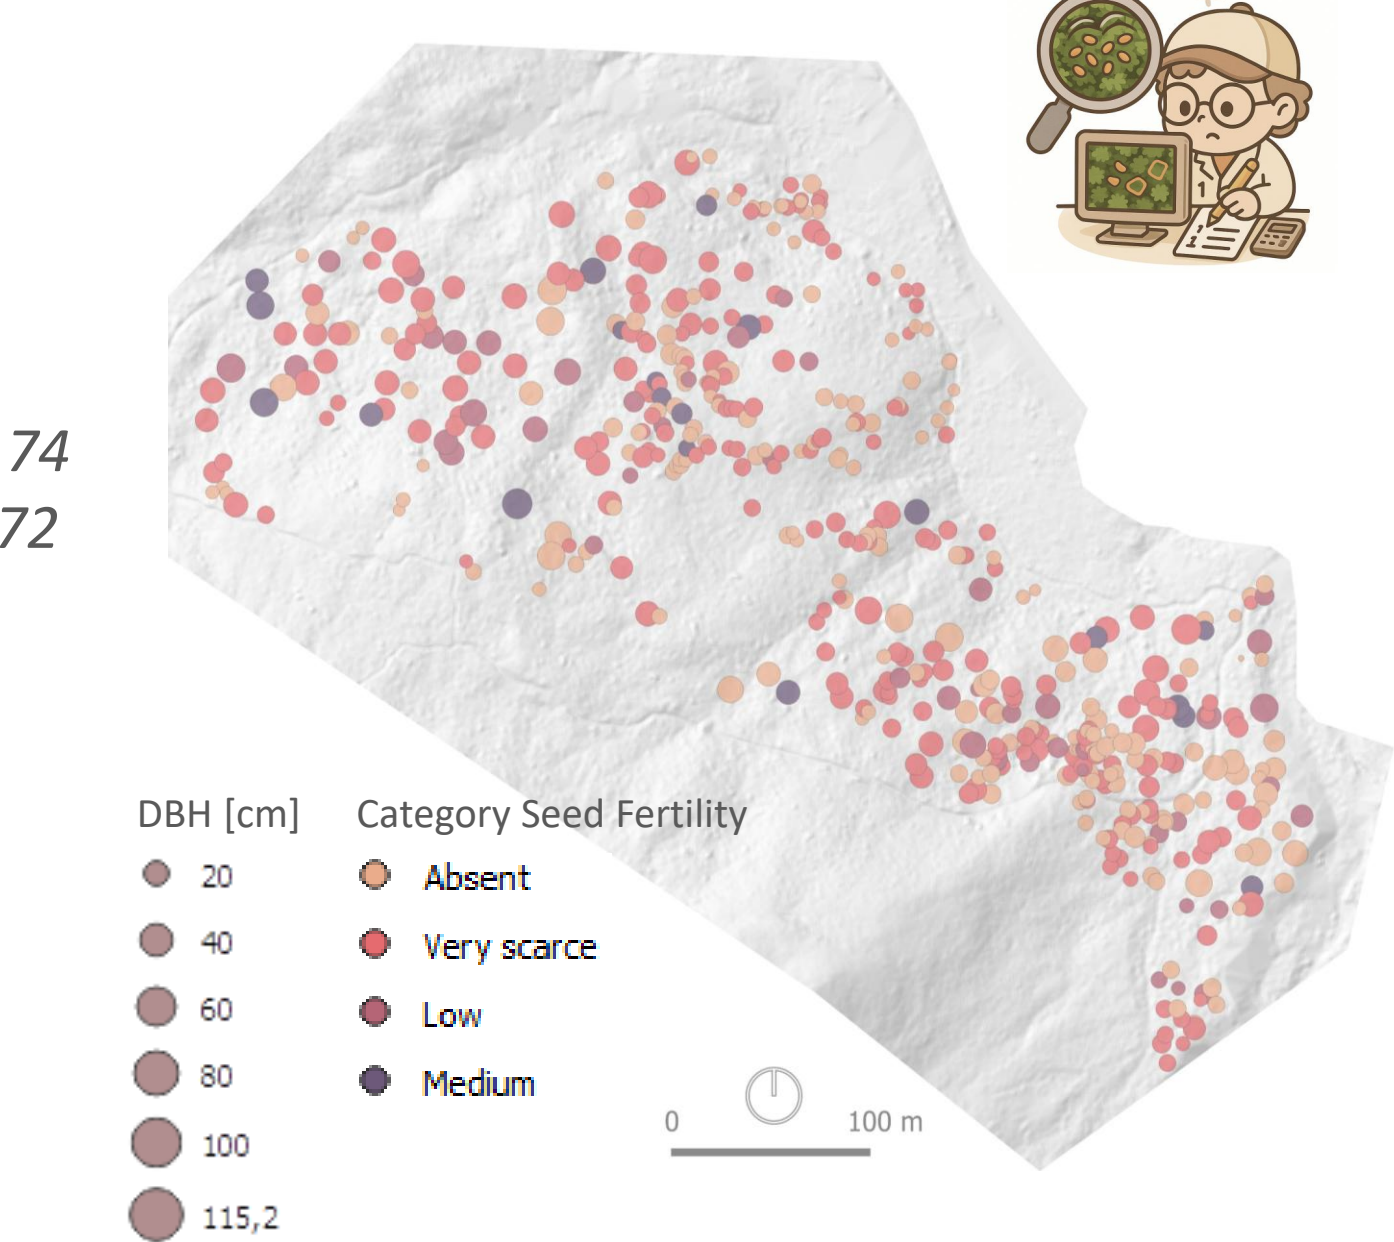 74
72
DBH [cm]
20
40
60
80
100
115,2
Category Seed Fertility
Absent
Very scarce
Low
Medium
0 100 m